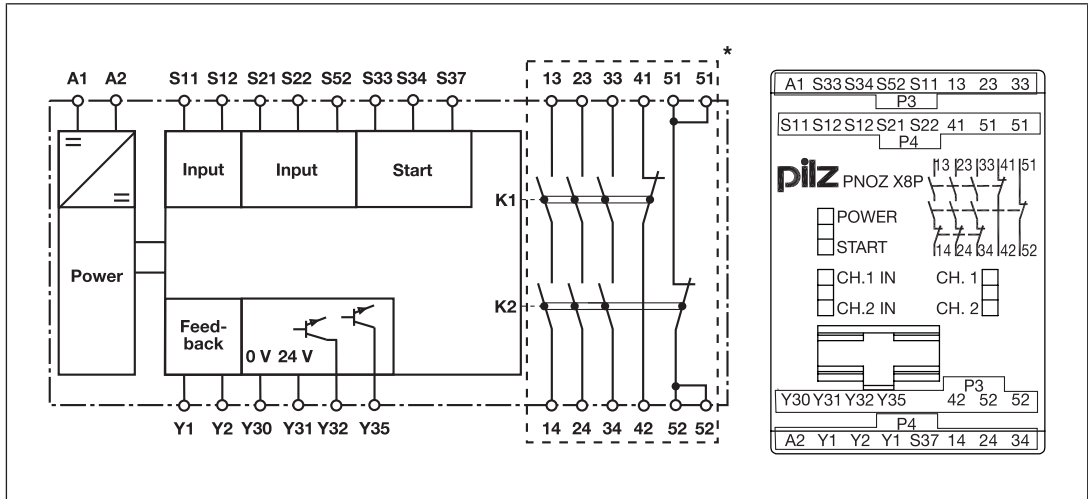 A1 A2 S11 S12 S21 S22 S52 S33 S34 S37 13 23 33 41 51 51 *
Input Input Start
K1
Power
K2
Feed-
back
0 V 24 V
Y1 Y2 Y30 Y31 Y32 Y35 14 24 34 42 52 52
A1 S33 S34 S52 S11 13 23 33
P3
S11 S12 S12 S21 S22 41 51 51
P4
pilz PNOZ X8P
13 23 33 41 51
POWER
START
14 24 34 42 52
CH.1 IN CH. 1
CH.2 IN CH. 2
P3
Y30 Y31 Y32 Y35 42 52 52
P4
A2 Y1 Y2 Y1 S37 14 24 34